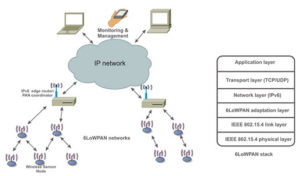 Monitoring &
Management
IP network
IPv6 edge router/
PAN coordinator
6LoWPAN networks
Wireless Sensor
Node
Application layer
Transport layer (TCP/UDP)
Network layer (IPv6)
6LoWPAN adaptation layer
IEEE 802.15.4 link layer
IEEE 802.15.4 physical layer
6LoWPAN stack